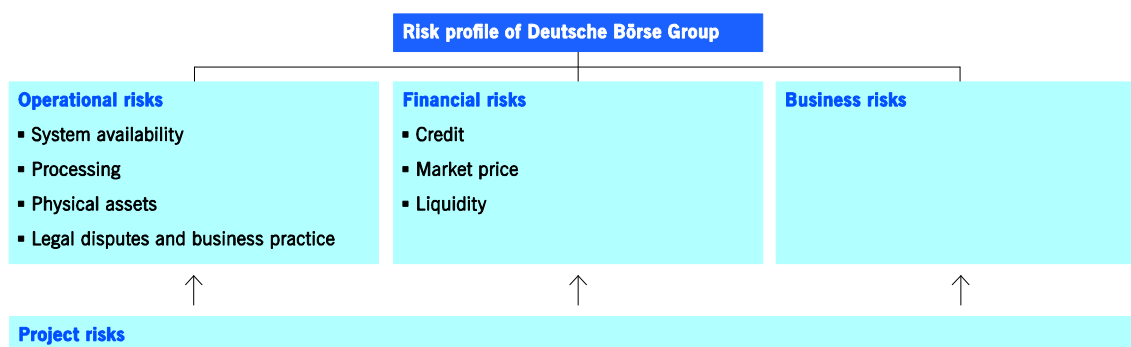 Risk profile of Deutsche Börse Group
Operational risks
▪ System availability
▪ Processing
▪ Physical assets
▪ Legal disputes and business practice
Financial risks
▪ Credit
▪ Market price
▪ Liquidity
Business risks
Project risks